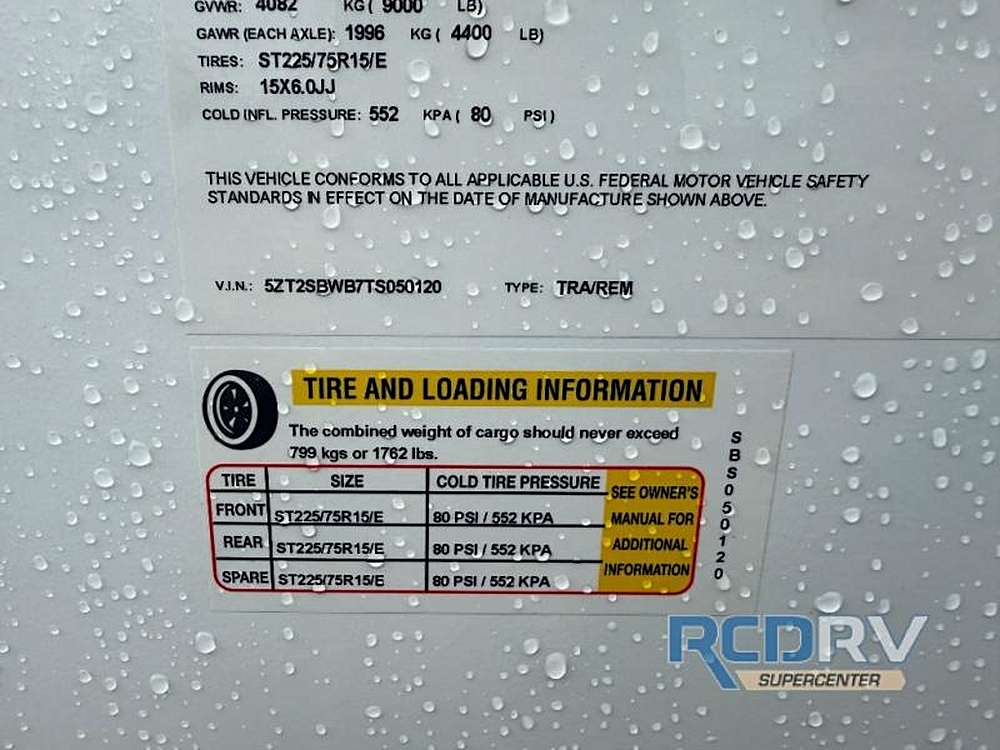 GVWR: 4082 KG( 9000 LB)
GAWR (EACH AXLE): 1996 KG ( 4400 LB)
TIRES: ST225/75R15/E
RIMS: 15X6.0JJ
COLD INFL. PRESSURE: 552 KPA ( 80 PSI )
THIS VEHICLE CONFORMS TO ALL APPLICABLE U.S. FEDERAL MOTOR VEHICLE SAFETY
STANDARDS IN EFFECT ON THE DATE OF MANUFACTURE SHOWN ABOVE.
V.I.N.: 5ZT2SBWB7TS050120 TYPE: TRA/REM
TIRE AND LOADING INFORMATION
The combined weight of cargo should never exceed
799 kgs or 1762 lbs.
TIRE SIZE COLD TIRE PRESSURE
FRONT ST225/75R15/E 80 PSI / 552 KPA
REAR ST225/75R15/E 80 PSI / 552 KPA
SPARE ST225/75R15/E 80 PSI / 552 KPA
SEE OWNER'S
MANUAL FOR
ADDITIONAL
INFORMATION
SBS050120
RCDRV
SUPERCENTER